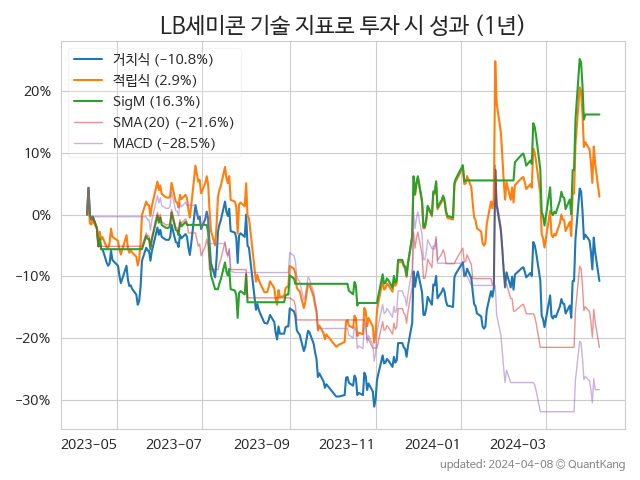 LB세미콘 기술 지표로 투자 시 성과 (1년)
거치식 (−10.8%)
적립식 (2.9%)
SigM (16.3%)
SMA(20) (−21.6%)
MACD (−28.5%)
20%
10%
0%
−10%
−20%
−30%
2023-05 2023-07 2023-09 2023-11 2024-01 2024-03
updated: 2024-04-08 © QuantKang